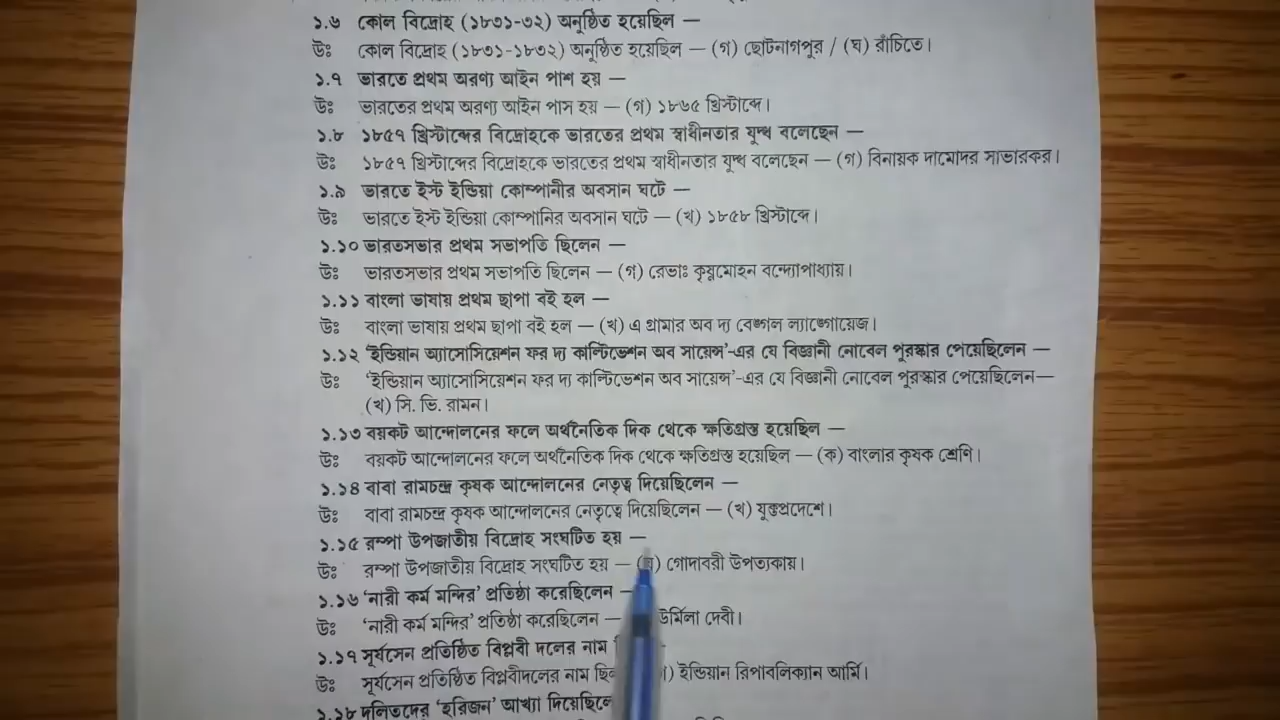 ১.৬ কোল বিদ্রোহ (১৮৩১-৩২) অনুষ্ঠিত হয়েছিল —
উঃ কোল বিদ্রোহ (১৮৩১-১৮৩২) অনুষ্ঠিত হয়েছিল — (গ) ছোটনাগপুর / (ঘ) রাঁচিতে।
১.৭ ভারতে প্রথম অরণ্য আইন পাশ হয় —
উঃ ভারতের প্রথম অরণ্য আইন পাস হয় — (গ) ১৮৬৫ খ্রিস্টাব্দে।
১.৮ ১৮৫৭ খ্রিস্টাব্দের বিদ্রোহকে ভারতের প্রথম স্বাধীনতার যুদ্ধ বলেছেন —
উঃ ১৮৫৭ খ্রিস্টাব্দের বিদ্রোহকে ভারতের প্রথম স্বাধীনতার যুদ্ধ বলেছেন — (গ) বিনায়ক দামোদর সাভারকর।
১.৯ ভারতে ইস্ট ইন্ডিয়া কোম্পানীর অবসান ঘটে —
উঃ ভারতে ইস্ট ইন্ডিয়া কোম্পানির অবসান ঘটে — (খ) ১৮৫৮ খ্রিস্টাব্দে।
১.১০ ভারতসভার প্রথম সভাপতি ছিলেন —
উঃ ভারতসভার প্রথম সভাপতি ছিলেন — (গ) রেভাঃ কৃষ্ণমোহন বন্দ্যোপাধ্যায়।
১.১১ বাংলা ভাষায় প্রথম ছাপা বই হল —
উঃ বাংলা ভাষায় প্রথম ছাপা বই হল — (খ) এ গ্রামার অব দ্য বেঙ্গল ল্যাঙ্গোয়েজ।
১.১২ ‘ইন্ডিয়ান অ্যাসোসিয়েশন ফর দ্য কাল্টিভেশন অব সায়েন্স’-এর যে বিজ্ঞানী নোবেল পুরস্কার পেয়েছিলেন —
উঃ ‘ইন্ডিয়ান অ্যাসোসিয়েশন ফর দ্য কাল্টিভেশন অব সায়েন্স’-এর যে বিজ্ঞানী নোবেল পুরস্কার পেয়েছিলেন—
(খ) সি. ভি. রামন।
১.১৩ বয়কট আন্দোলনের ফলে অর্থনৈতিক দিক থেকে ক্ষতিগ্রস্ত হয়েছিল —
উঃ বয়কট আন্দোলনের ফলে অর্থনৈতিক দিক থেকে ক্ষতিগ্রস্ত হয়েছিল — (ক) বাংলার কৃষক শ্রেণি।
১.১৪ বাবা রামচন্দ্র কৃষক আন্দোলনের নেতৃত্ব দিয়েছিলেন —
উঃ বাবা রামচন্দ্র কৃষক আন্দোলনের নেতৃত্বে দিয়েছিলেন — (খ) যুক্তপ্রদেশে।
১.১৫ রম্পা উপজাতীয় বিদ্রোহ সংঘটিত হয় —
উঃ রম্পা উপজাতীয় বিদ্রোহ সংঘটিত হয় — গোদাবরী উপত্যকায়।
১.১৬ ‘নারী কর্ম মন্দির’ প্রতিষ্ঠা করেছিলেন —
উঃ ‘নারী কর্ম মন্দির’ প্রতিষ্ঠা করেছিলেন — উর্মিলা দেবী।
১.১৭ সূর্যসেন প্রতিষ্ঠিত বিপ্লবী দলের নাম
উঃ সূর্যসেন প্রতিষ্ঠিত বিপ্লবীদলের নাম ইন্ডিয়ান রিপাবলিক্যান আর্মি।
১.১৮ দলিতদের ‘হরিজন’ আখ্যা